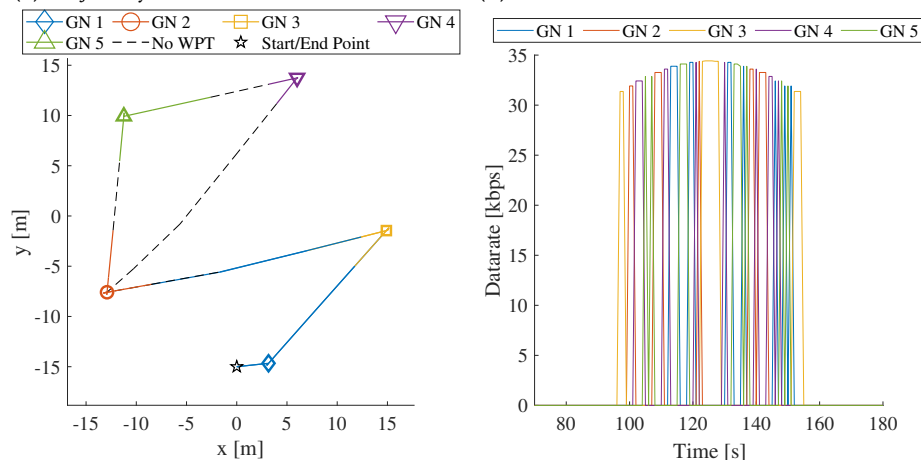 GN 1 GN 2 GN 3 GN 4
GN 5 No WPT Start/End Point
15
10
5
0
-5
-10
-15
y [m]
-15 -10 -5 0 5 10 15
x [m]
GN 1 GN 2 GN 3 GN 4 GN 5
35
30
25
20
15
10
5
0
Datarate [kbps]
80 100 120 140 160 180
Time [s]